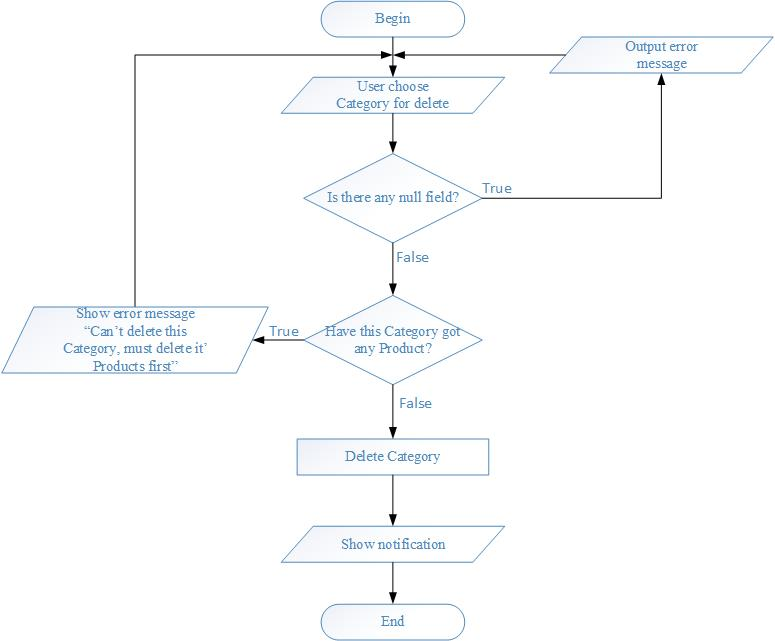 Begin
Output error
message
User choose
Category for delete
Is there any null field?
True
False
Show error message
“Can’t delete this
Category, must delete it’
Products first”
True
Have this Category got
any Product?
False
Delete Category
Show notification
End